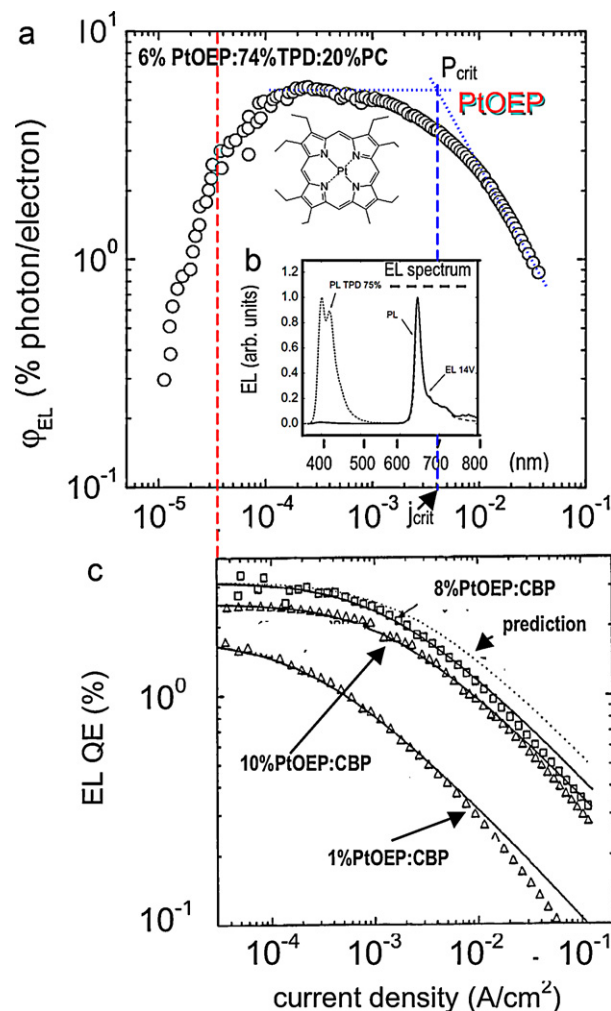 a
6% PtOEP:74%TPD:20%PC
P_crit
PtOEP
10^1
10^0
10^-1
φ_EL (% photon/electron)
N
N
Pt
N
N
b
EL spectrum
PL TPD 75%
PL
EL 14V
EL (arb. units)
1.2
1.0
0.8
0.6
0.4
0.2
0.0
400 500 600 700 800 (nm)
10^-5 10^-4 10^-3 j_crit 10^-2 10^-1
c
8%PtOEP:CBP
prediction
10%PtOEP:CBP
1%PtOEP:CBP
EL QE (%)
10^0
10^-1
10^-4 10^-3 10^-2 10^-1
current density (A/cm^2)